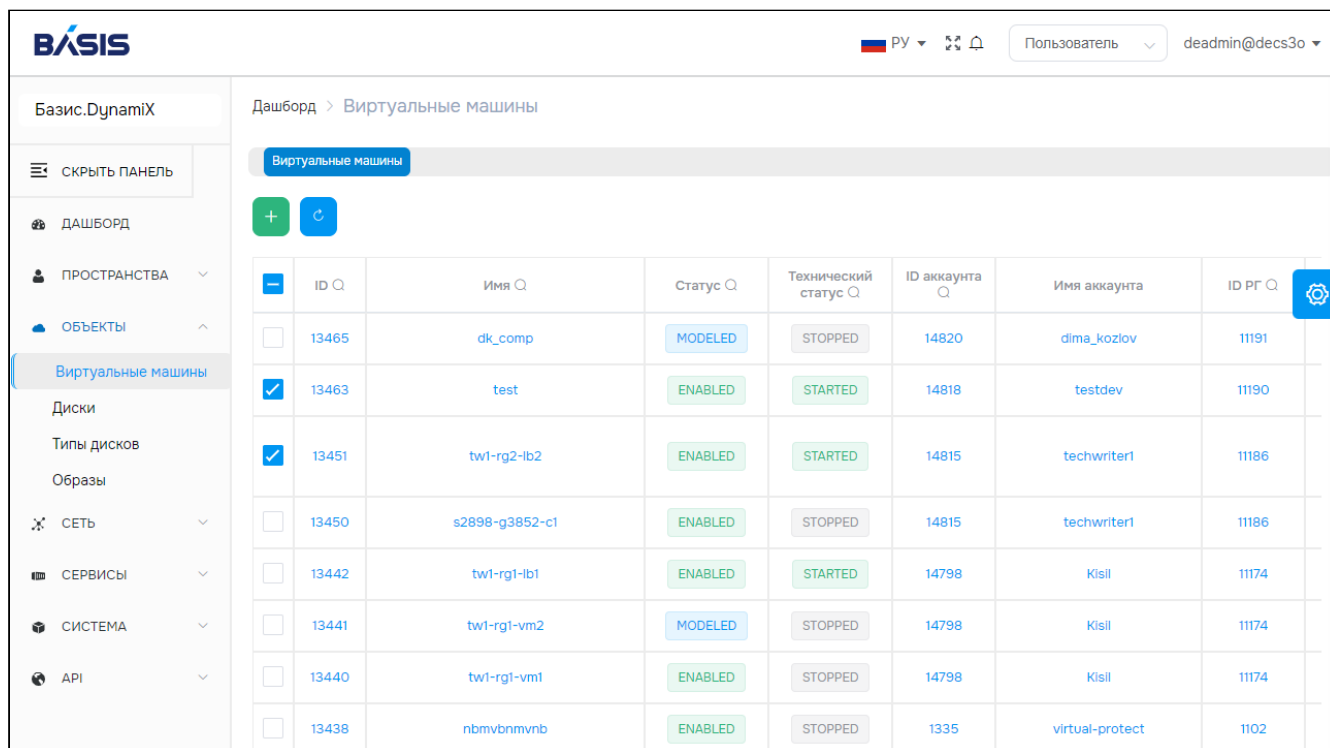 BASIS
РУ
Пользователь
deadmin@decs3o
Базис.DynamiX
СКРЫТЬ ПАНЕЛЬ
ДАШБОРД
ПРОСТРАНСТВА
ОБЪЕКТЫ
Виртуальные машины
Диски
Типы дисков
Образы
СЕТЬ
СЕРВИСЫ
СИСТЕМА
API
Дашборд > Виртуальные машины
Виртуальные машины
ID Имя Статус Технический статус ID аккаунта Имя аккаунта ID РГ
13465 dk_comp MODELED STOPPED 14820 dima_kozlov 11191
13463 test ENABLED STARTED 14818 testdev 11190
13451 tw1-rg2-lb2 ENABLED STARTED 14815 techwriter1 11186
13450 s2898-g3852-c1 ENABLED STOPPED 14815 techwriter1 11186
13442 tw1-rg1-lb1 ENABLED STARTED 14798 Kisil 11174
13441 tw1-rg1-vm2 MODELED STOPPED 14798 Kisil 11174
13440 tw1-rg1-vm1 ENABLED STOPPED 14798 Kisil 11174
13438 nbmvbnmvnb ENABLED STOPPED 1335 virtual-protect 1102